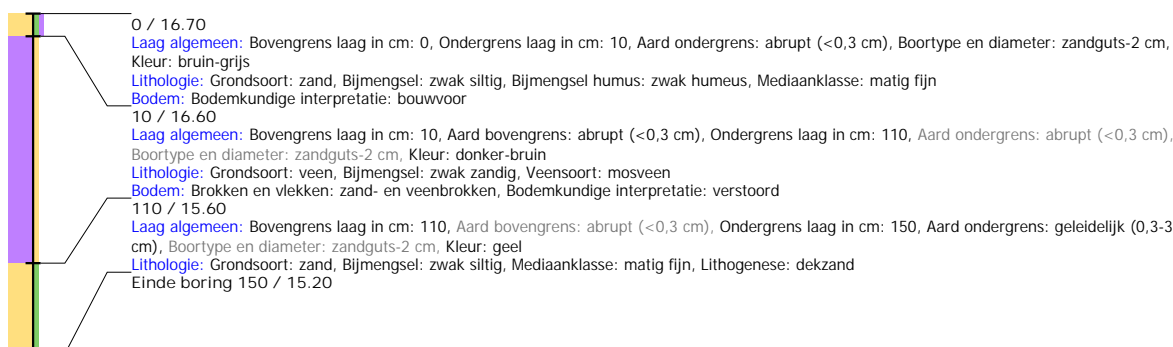 0 / 16.70
Laag algemeen: Bovengrens laag in cm: 0, Ondergrens laag in cm: 10, Aard ondergrens: abrupt (<0,3 cm), Boortype en diameter: zandguts-2 cm,
Kleur: bruin-grijs
Lithologie: Grondsoort: zand, Bijmengsel: zwak siltig, Bijmengsel humus: zwak humeus, Mediaanklasse: matig fijn
Bodem: Bodemkundige interpretatie: bouwvoor
10 / 16.60
Laag algemeen: Bovengrens laag in cm: 10, Aard bovengrens: abrupt (<0,3 cm), Ondergrens laag in cm: 110, Aard ondergrens: abrupt (<0,3 cm),
Boortype en diameter: zandguts-2 cm, Kleur: donker-bruin
Lithologie: Grondsoort: veen, Bijmengsel: zwak zandig, Veensoort: mosveen
Bodem: Brokken en vlekken: zand- en veenbrokken, Bodemkundige interpretatie: verstoord
110 / 15.60
Laag algemeen: Bovengrens laag in cm: 110, Aard bovengrens: abrupt (<0,3 cm), Ondergrens laag in cm: 150, Aard ondergrens: geleidelijk (0,3-3
cm), Boortype en diameter: zandguts-2 cm, Kleur: geel
Lithologie: Grondsoort: zand, Bijmengsel: zwak siltig, Mediaanklasse: matig fijn, Lithogenese: dekzand
Einde boring 150 / 15.20